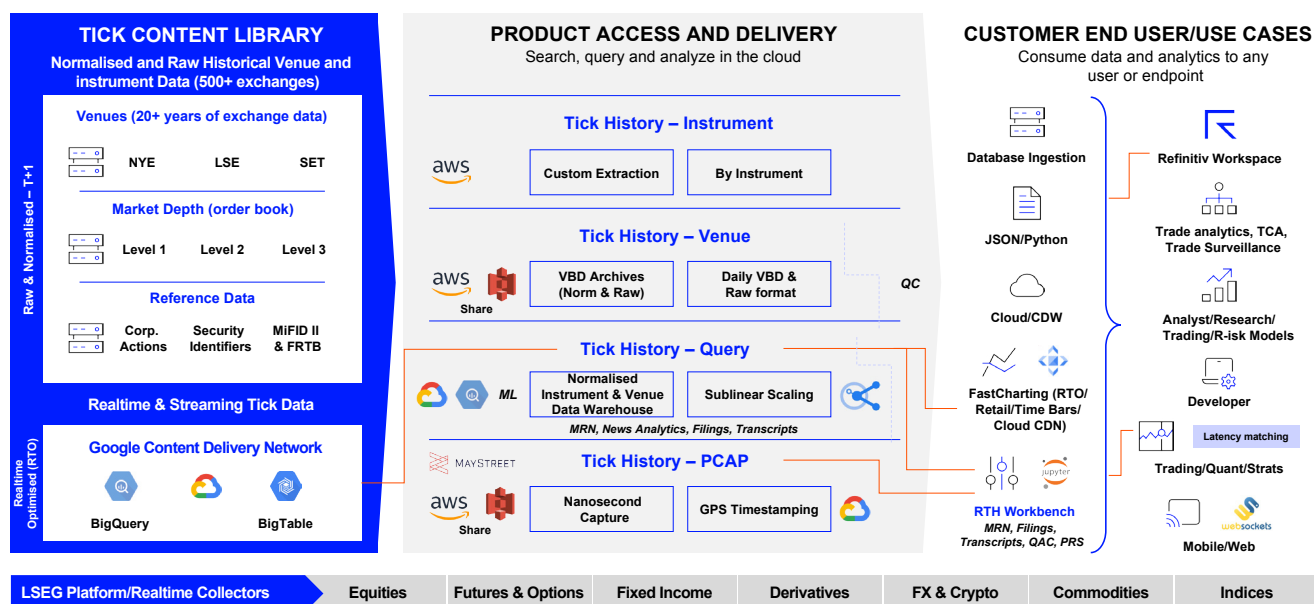 TICK CONTENT LIBRARY
Normalised and Raw Historical Venue and
instrument Data (500+ exchanges)
Raw & Normalised – T+1
Venues (20+ years of exchange data)
NYE LSE SET
Market Depth (order book)
Level 1 Level 2 Level 3
Reference Data
Corp. Security MiFID II
Actions Identifiers & FRTB
Realtime & Streaming Tick Data
Realtime
Optimised (RTO)
Google Content Delivery Network
BigQuery BigTable
PRODUCT ACCESS AND DELIVERY
Search, query and analyze in the cloud
Tick History – Instrument
aws
Custom Extraction
By Instrument
Tick History – Venue
aws
Share
VBD Archives
(Norm & Raw)
Daily VBD &
Raw format
QC
Tick History – Query
ML
Normalised
Instrument & Venue
Data Warehouse
Sublinear Scaling
MRN, News Analytics, Filings, Transcripts
MAYSTREET
Tick History – PCAP
aws
Share
Nanosecond
Capture
GPS Timestamping
CUSTOMER END USER/USE CASES
Consume data and analytics to any
user or endpoint
Database Ingestion
JSON/Python
Cloud/CDW
FastCharting (RTO/
Retail/Time Bars/
Cloud CDN)
jupyter
RTH Workbench
MRN, Filings,
Transcripts, QAC, PRS
Refinitiv Workspace
Trade analytics, TCA,
Trade Surveillance
Analyst/Research/
Trading/R-isk Models
Developer
Latency matching
Trading/Quant/Strats
websockets
Mobile/Web
LSEG Platform/Realtime Collectors Equities Futures & Options Fixed Income Derivatives FX & Crypto Commodities Indices